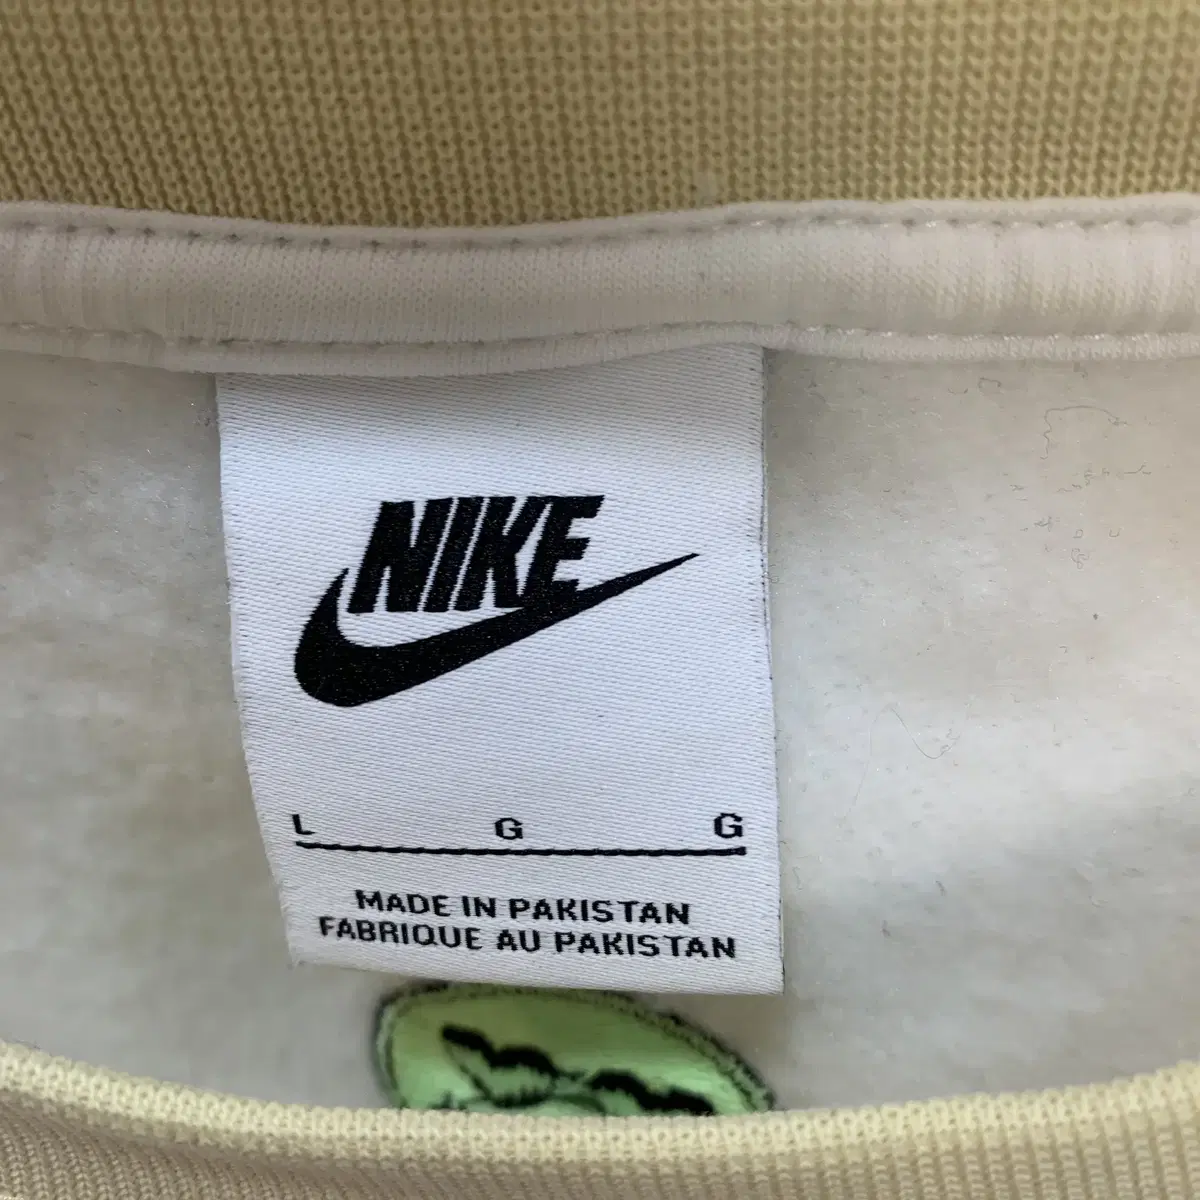 NIKE
L G G
MADE IN PAKISTAN
FABRIQUE AU PAKISTAN